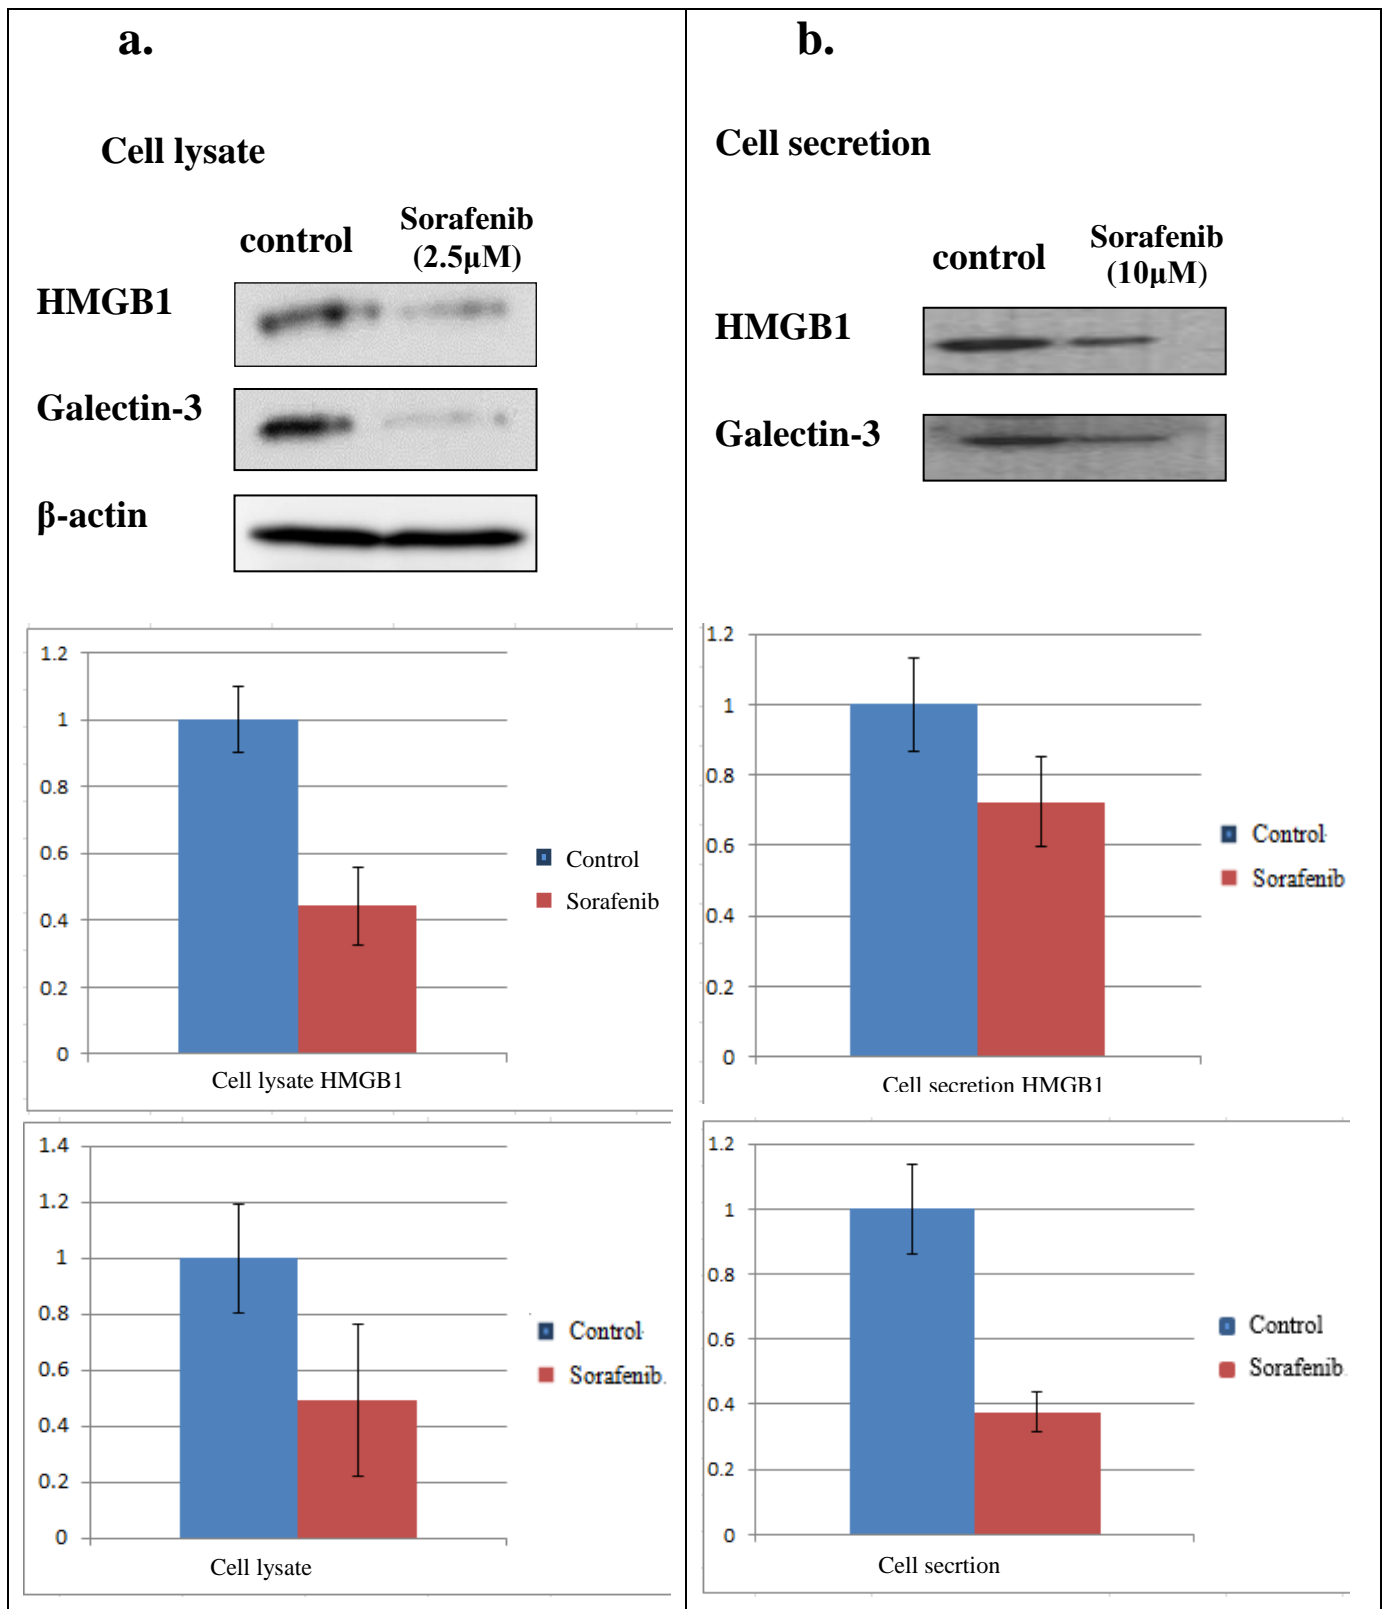 a.
Cell lysate
control
Sorafenib
(2.5μM)
HMGB1
Galectin-3
β-actin
1.2
1
0.8
0.6
0.4
0.2
0
Control
Sorafenib
Cell lysate HMGB1
1.4
1.2
1
0.8
0.6
0.4
0.2
0
Control
Sorafenib.
Cell lysate
b.
Cell secretion
control
Sorafenib
(10μM)
HMGB1
Galectin-3
1.2
1
0.8
0.6
0.4
0.2
0
Control
Sorafenib
Cell secretion HMGB1
1.2
1
0.8
0.6
0.4
0.2
0
Control
Sorafenib
Cell secrtion